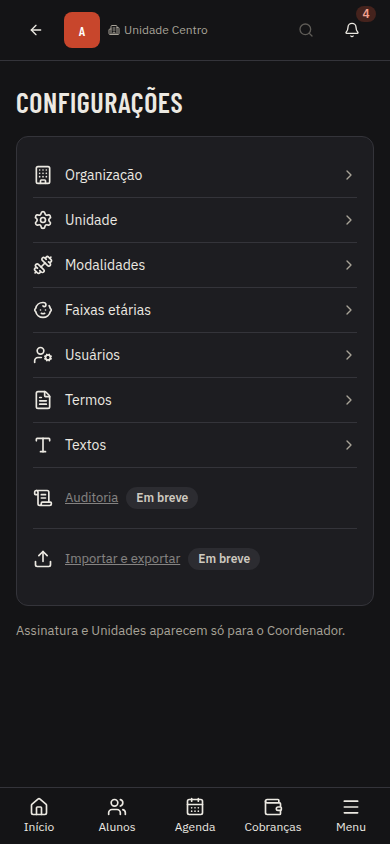 A
Unidade Centro
4
CONFIGURAÇÕES
Organização
Unidade
Modalidades
Faixas etárias
Usuários
Termos
Textos
Auditoria Em breve
Importar e exportar Em breve
Assinatura e Unidades aparecem só para o Coordenador.
Início Alunos Agenda Cobranças Menu